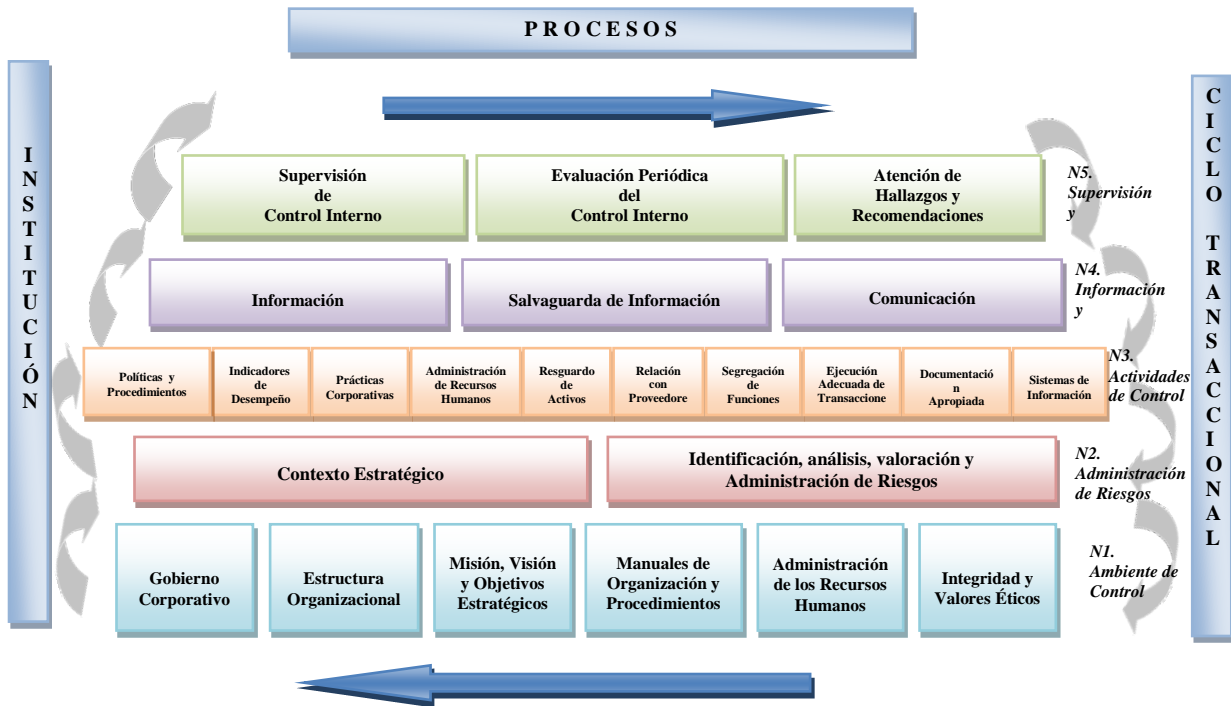 PROCESOS
INSTITUCIÓN
CICLO TRANSACCIONAL
Supervisión
de
Control Interno
Evaluación Periódica
del
Control Interno
Atención de
Hallazgos y
Recomendaciones
N5.
Supervisión
y
Información
Salvaguarda de Información
Comunicación
N4.
Información
y
Políticas y
Procedimientos
Indicadores
de
Desempeño
Prácticas
Corporativas
Administración
de Recursos
Humanos
Resguardo
de
Activos
Relación
con
Proveedore
Segregación
de
Funciones
Ejecución
Adecuada de
Transaccione
Documentació
n
Apropiada
Sistemas de
Información
N3.
Actividades
de Control
Contexto Estratégico
Identificación, análisis, valoración y
Administración de Riesgos
N2.
Administración
de Riesgos
Gobierno
Corporativo
Estructura
Organizacional
Misión, Visión
y Objetivos
Estratégicos
Manuales de
Organización y
Procedimientos
Administración
de los Recursos
Humanos
Integridad y
Valores Éticos
N1.
Ambiente de
Control